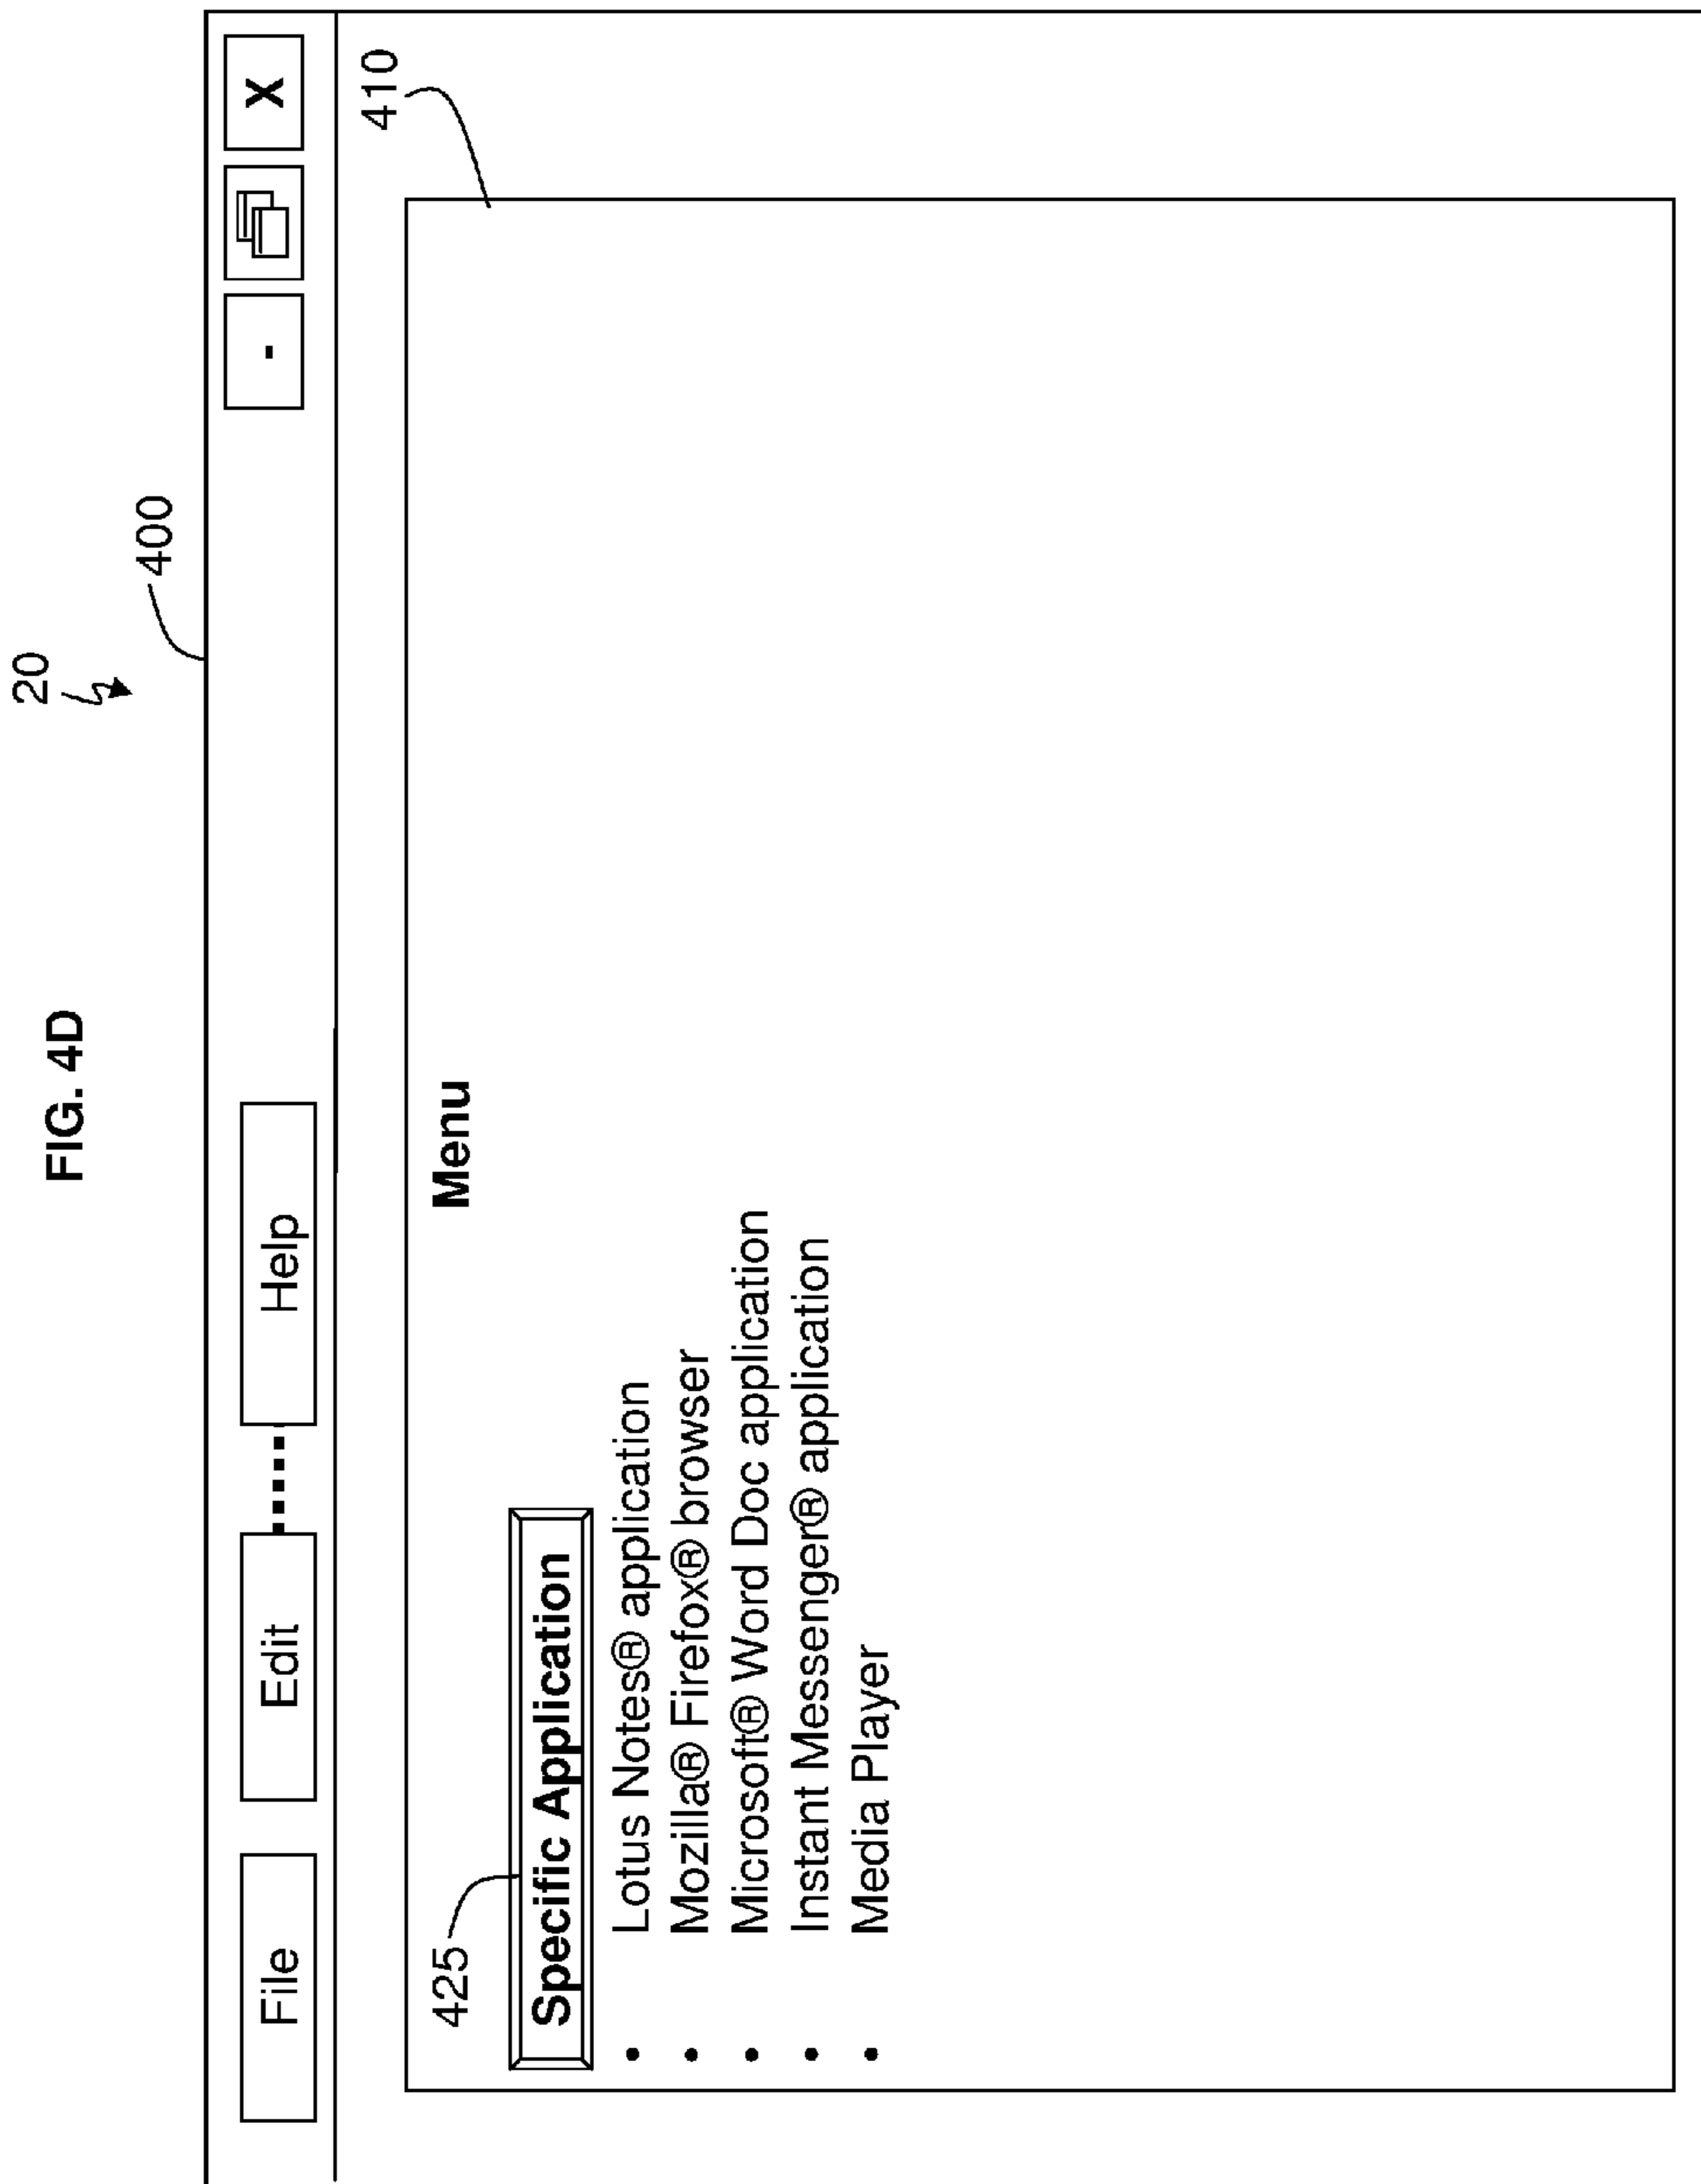 FIG. 4D
20
400
File
Edit
Help
-
X
410
Menu
425
Specific Application
• Lotus Notes® application
• Mozilla® Firefox® browser
• Microsoft® Word Doc application
• Instant Messenger® application
• Media Player